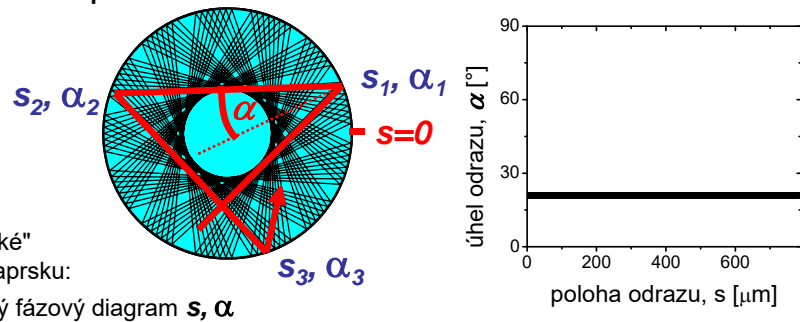 s₁, α₁
s₂, α₂
α
s=0
s₃, α₃
ké"
aprsku:
ý fázový diagram s, α
90
60
30
0
úhel odrazu, α [°]
0 200 400 600
poloha odrazu, s [μm]